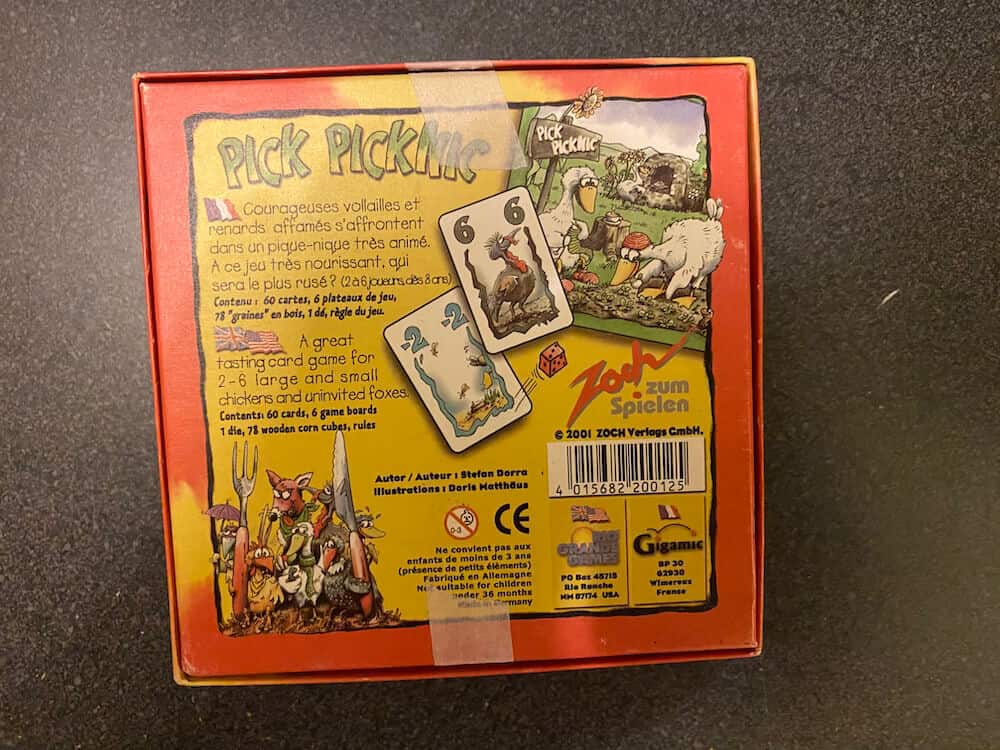 PICK PICKNIC
Courageuses vollailles et
renards affamés s'affrontent
dans un pique-nique très animé.
A ce jeu très nourissant, qui
sera le plus rusé? (2 à 6 joueurs, dès 8 ans)
Contenu : 60 cartes, 6 plateaux de jeu,
78 "graines" en bois, 1 dé, règle du jeu.
A great
tasting card game for
2-6 large and small
chickens and uninvited foxes.
Contents: 60 cards, 6 game boards
1 die, 78 wooden corn cubes, rules
PICK
PICKNIC
6 6
-2 -2
Zoch
zum
Spielen
© 2001 ZOCH Verlags GmbH.
4 015682 200125
Autor / Auteur : Stefan Dorra
Illustrations : Doris Matthäus
0-3
CE
Ne convient pas aux
enfants de moins de 3 ans
(présence de petits éléments)
Fabriqué en Allemagne
Not suitable for children
under 36 months
Made in Germany
RIO
GRANDE
GAMES
PO Box 45715
Rio Rancho
NM 87174 USA
Gigamic
BP 30
62930
Wimereux
France